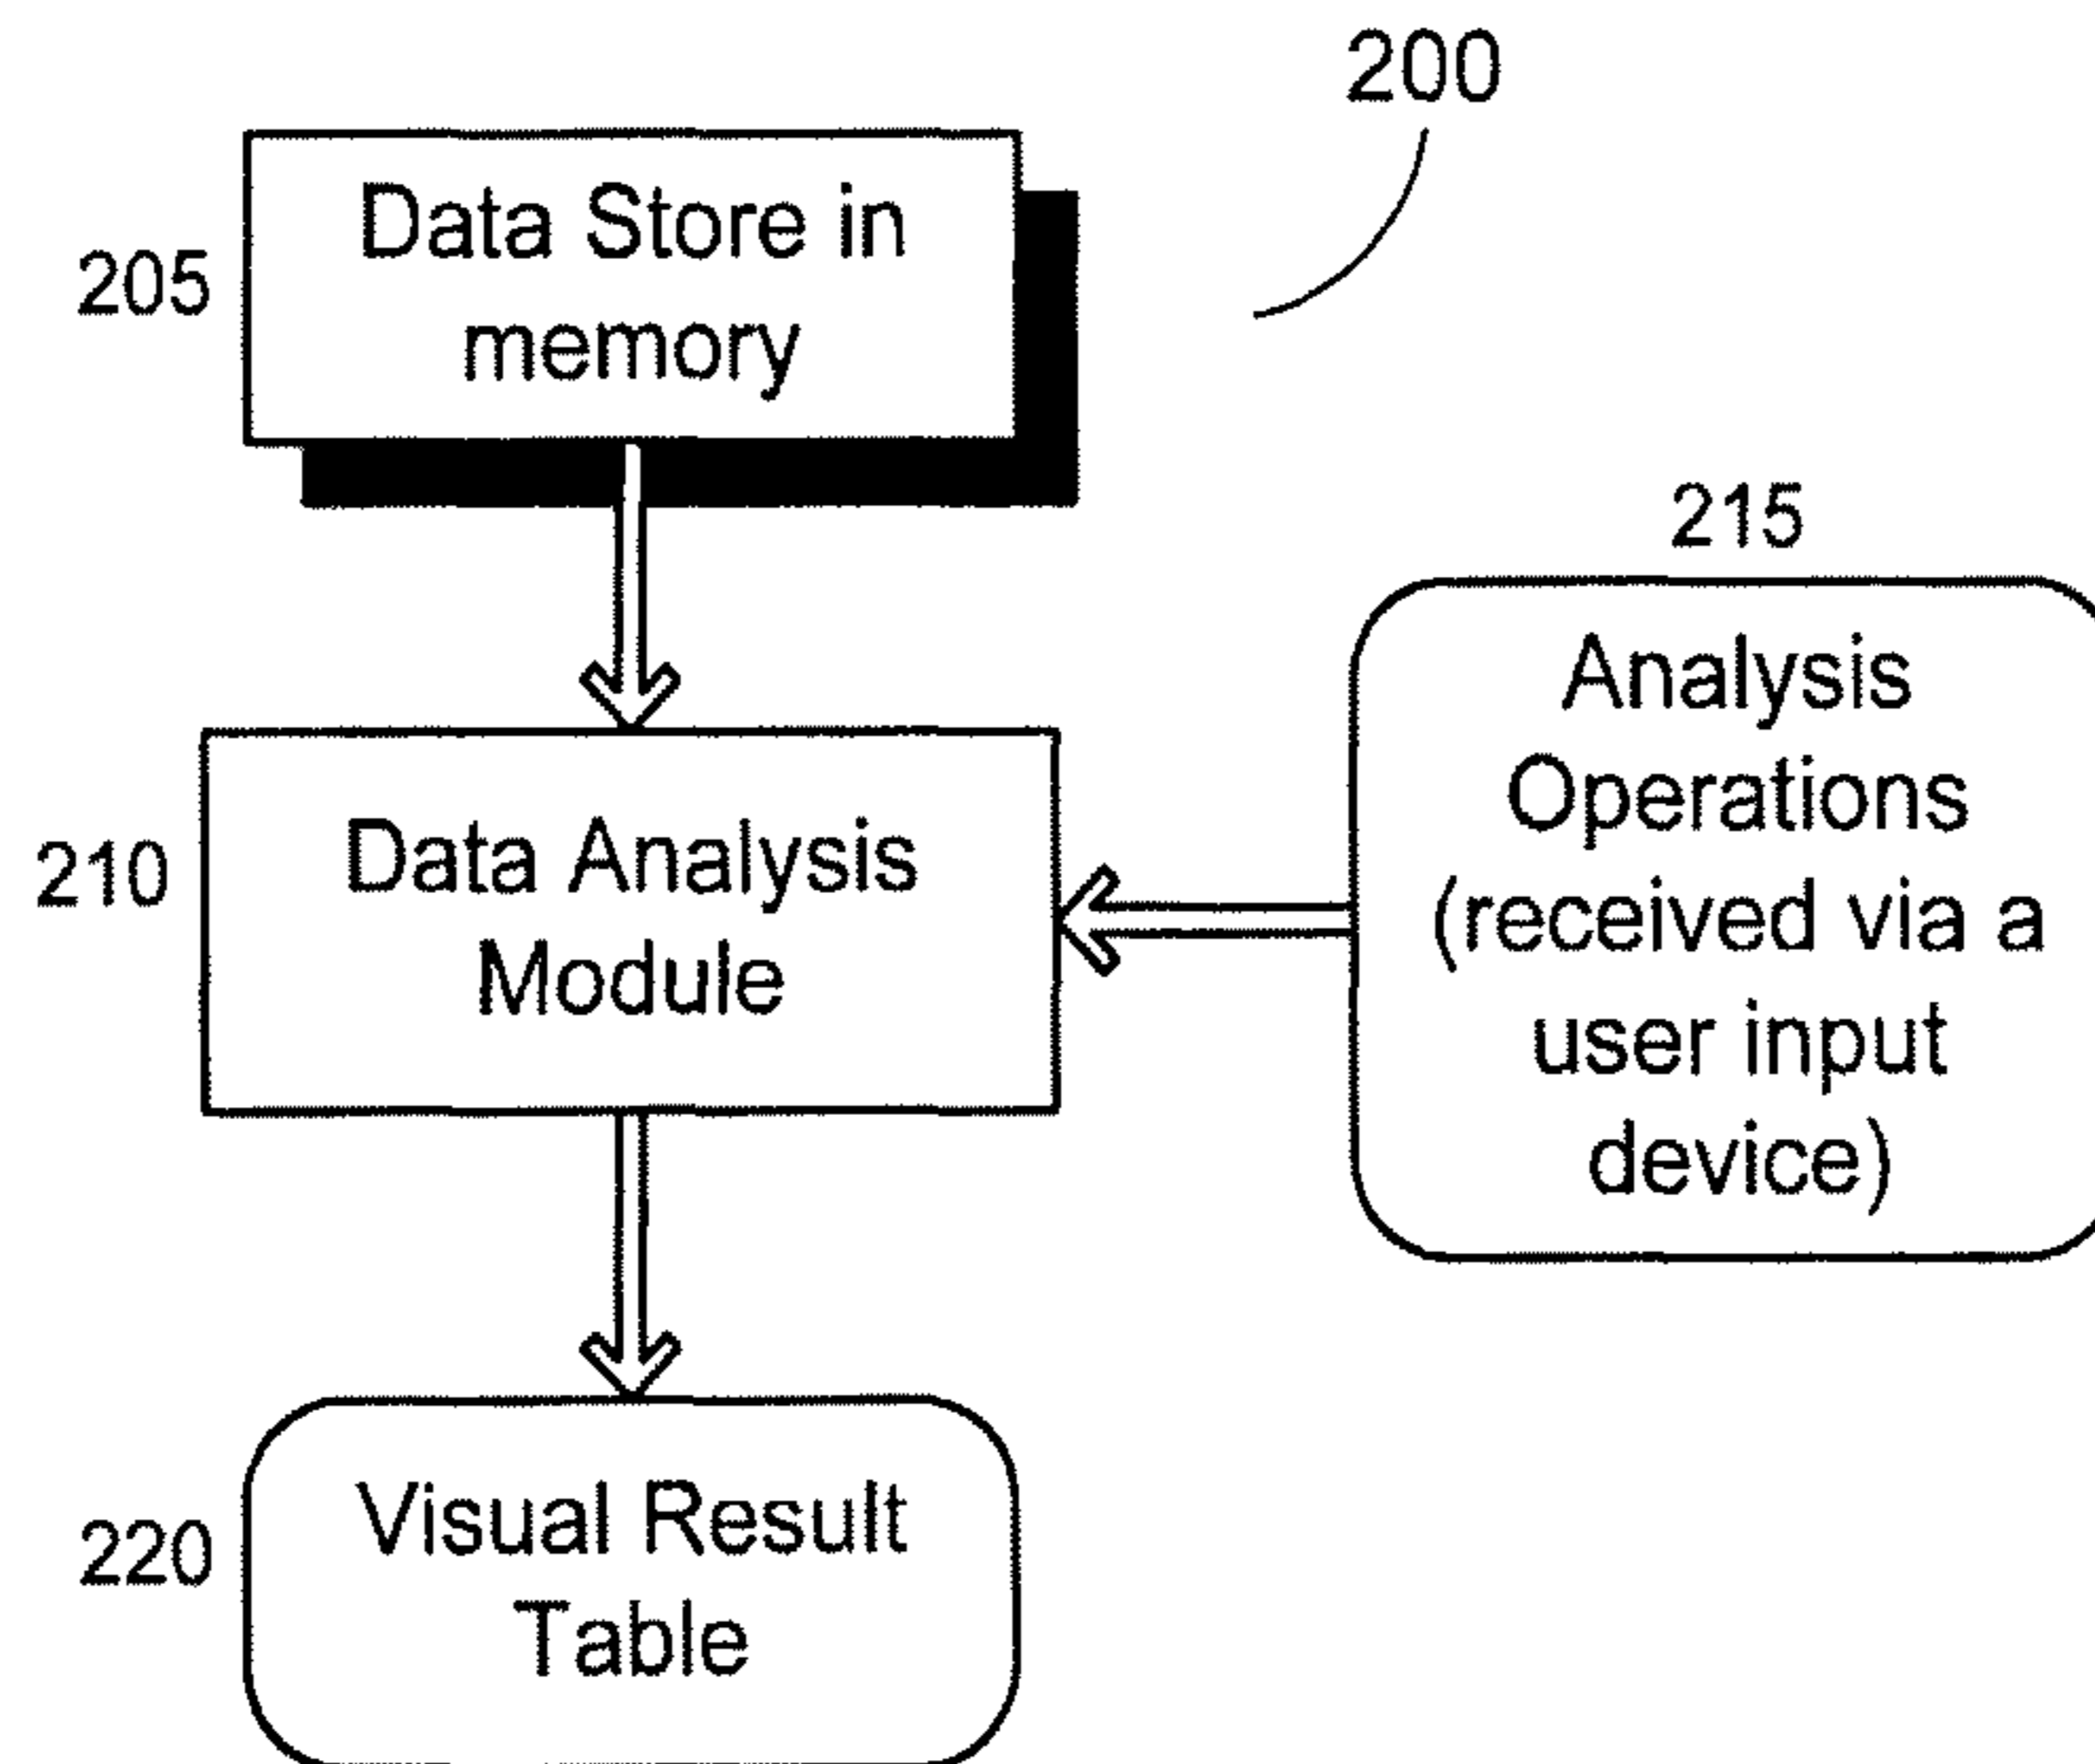 200
205
Data Store in
memory
215
Analysis
Operations
(received via a
user input
device)
210
Data Analysis
Module
220
Visual Result
Table